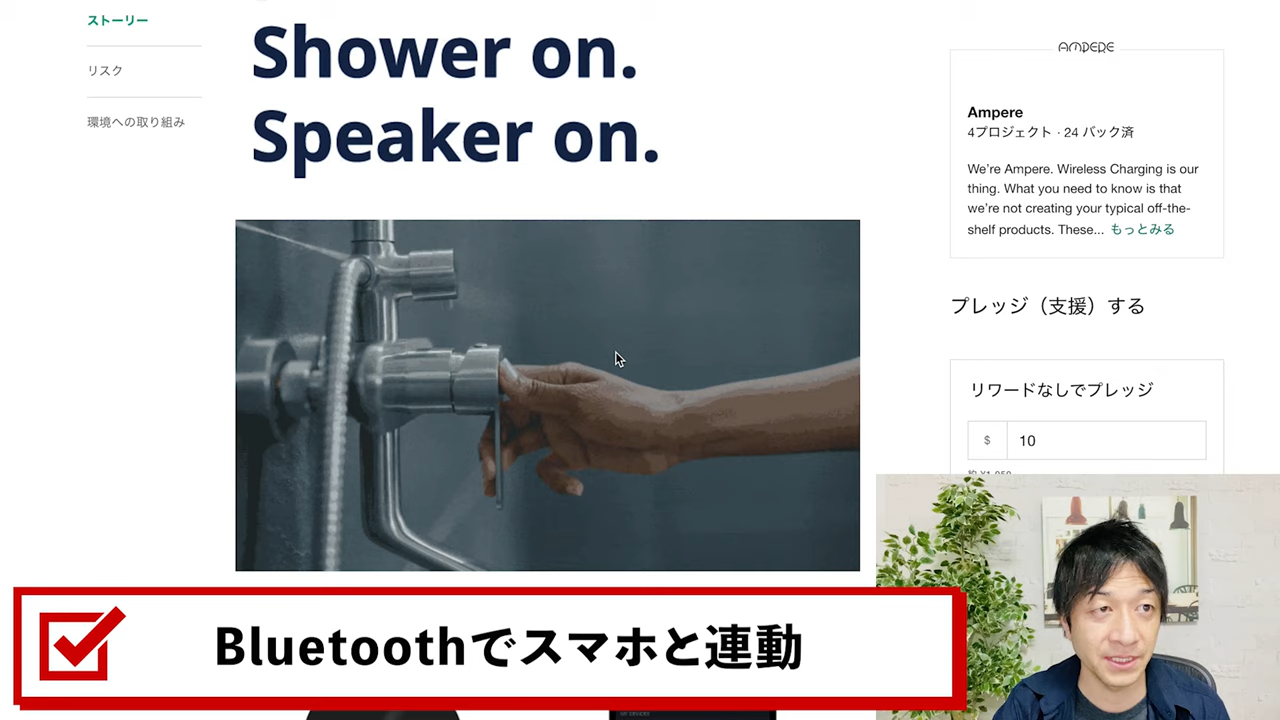 ストーリー
リスク
環境への取り組み
Shower on.
Speaker on.
AMPERE
Ampere
4プロジェクト · 24 バック済
We're Ampere. Wireless Charging is our
thing. What you need to know is that
we're not creating your typical off-the-
shelf products. These... もっとみる
プレッジ（支援）する
リワードなしでプレッジ
$ 10
Bluetoothでスマホと連動